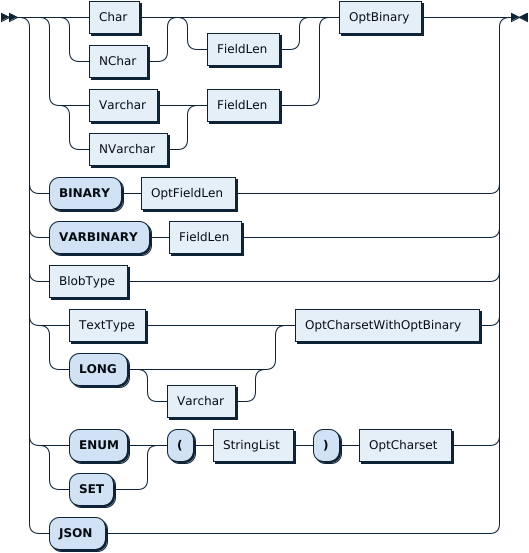 Char OptBinary
NChar FieldLen
Varchar FieldLen
NVarchar
BINARY OptFieldLen
VARBINARY FieldLen
BlobType
TextType OptCharsetWithOptBinary
LONG
Varchar
ENUM ( StringList ) OptCharset
SET
JSON